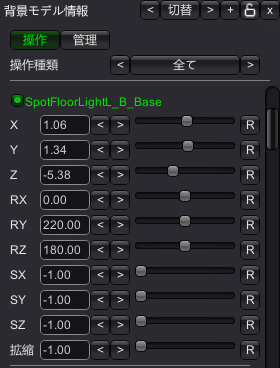 背景モデル情報 < 切替 > + x
操作 管理
操作種類 < 全て >
SpotFloorLightL_B_Base
X 1.06 < > R
Y 1.34 < > R
Z -5.38 < > R
RX 0.00 < > R
RY 220.00 < > R
RZ 180.00 < > R
SX -1.00 < > R
SY -1.00 < > R
SZ -1.00 < > R
拡縮 -1.00 < > R